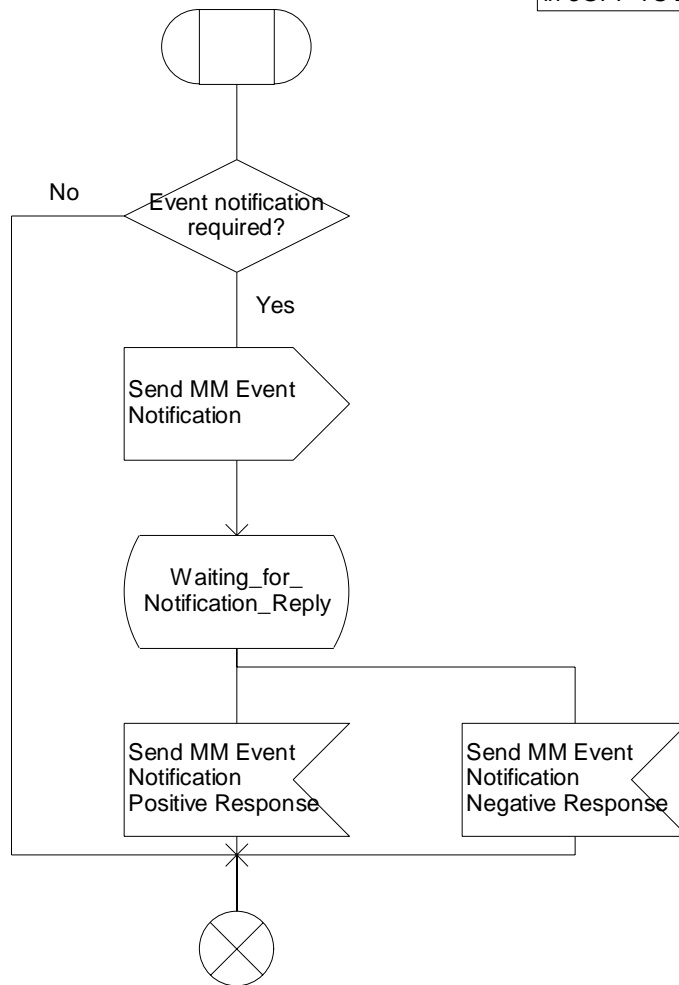 No
Event notification
required?
Yes
Send MM Event
Notification
Waiting_for_
Notification_Reply
Send MM Event
Notification
Positive Response
Send MM Event
Notification
Negative Response